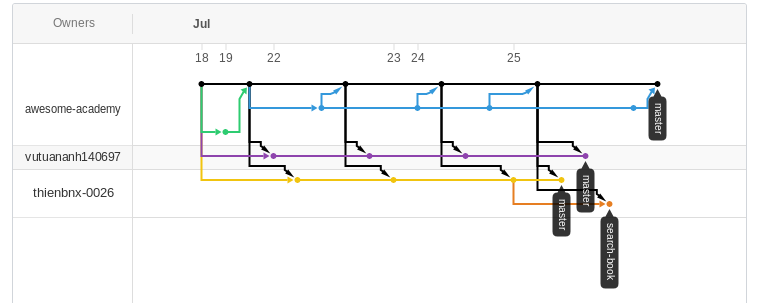 Owners
Jul
18 19 22 23 24 25
awesome-academy
master
vutuananh140697
master
thienbnx-0026
master
search-book